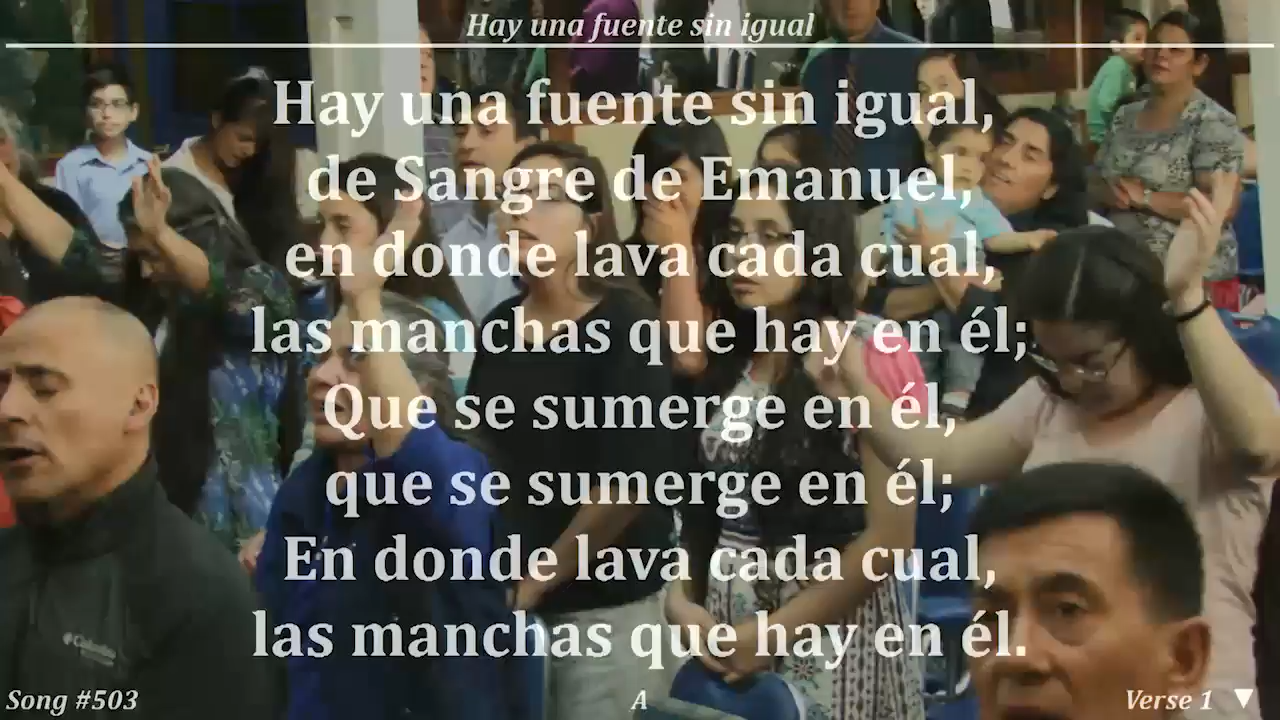 Hay una fuente sin igual
Hay una fuente sin igual,
de Sangre de Emanuel,
en donde lava cada cual,
las manchas que hay en él;
Que se sumerge en él,
que se sumerge en él;
En donde lava cada cual,
las manchas que hay en él.
Columbia
Song #503
A
Verse 1 ▼